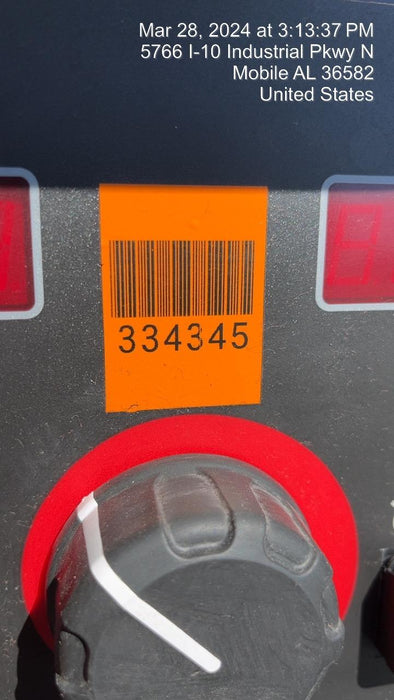 Mar 28, 2024 at 3:13:37 PM
5766 I-10 Industrial Pkwy N
Mobile AL 36582
United States
334345